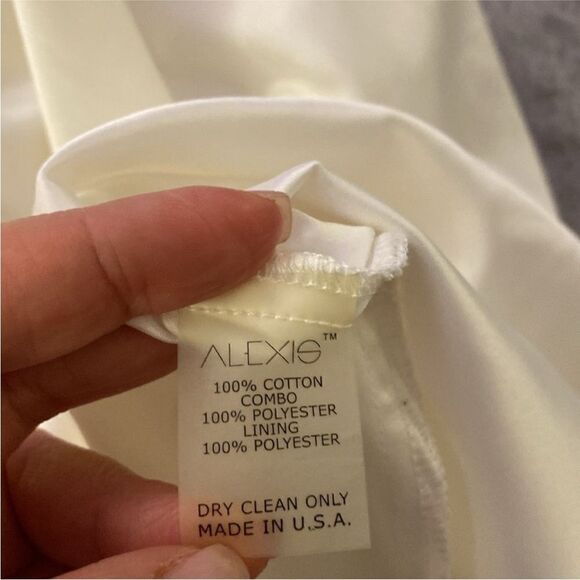 ALEXIS™
100% COTTON
COMBO
100% POLYESTER
LINING
100% POLYESTER
DRY CLEAN ONLY
MADE IN U.S.A.